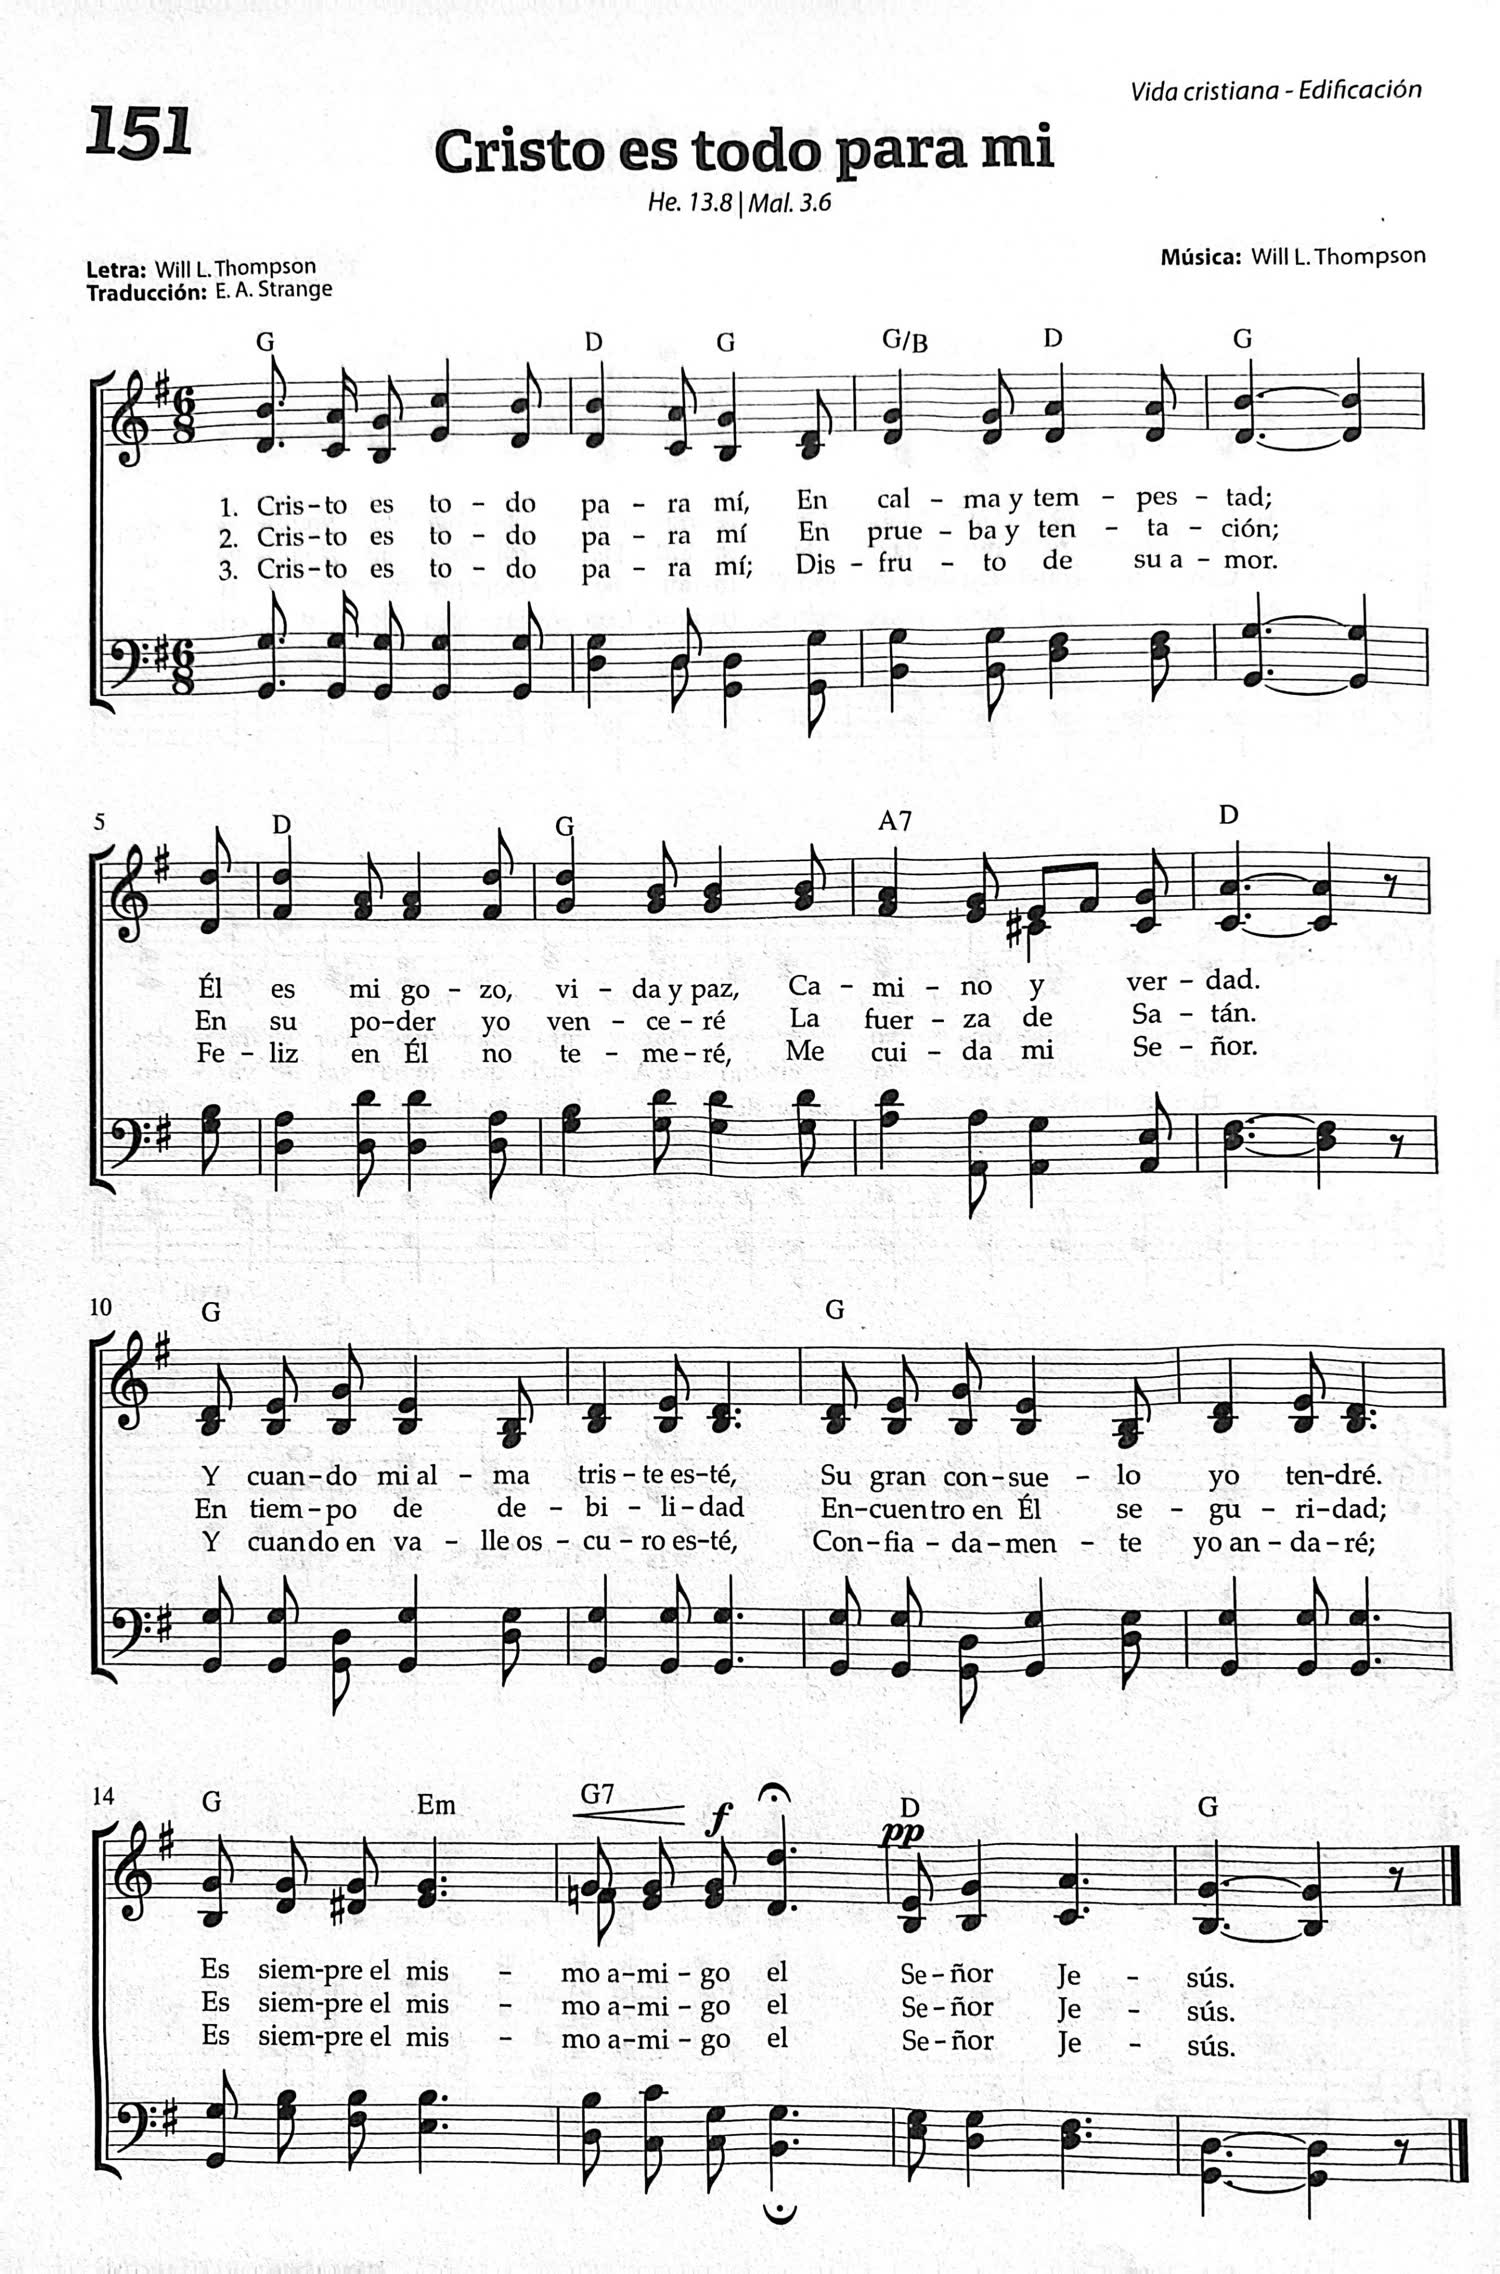 Vida cristiana - Edificación
151
Cristo es todo para mi
He. 13.8 | Mal. 3.6
Letra: Will L. Thompson
Música: Will L. Thompson
Traducción: E. A. Strange
G D G G/B D G
1. Cris-to es to - do pa - ra mí, En cal - ma y tem - pes - tad;
2. Cris-to es to - do pa - ra mí En prue - ba y ten - ta - ción;
3. Cris-to es to - do pa - ra mí; Dis - fru - to de su a - mor.
5
D G A7 D
Él es mi go - zo, vi - da y paz, Ca - mi - no y ver - dad.
En su po-der yo ven - ce - ré La fuer - za de Sa - tán.
Fe - liz en Él no te - me-ré, Me cui - da mi Se - ñor.
10
G G
Y cuan-do mi al - ma tris - te es-té, Su gran con-sue - lo yo ten-dré.
En tiem-po de de - bi - li-dad En-cuentro en Él se - gu - ri-dad;
Y cuando en va - lle os - cu - ro es-té, Con-fia - da-men - te yo an - da-ré;
14
G Em G7 D G
f pp
Es siem-pre el mis - mo a-mi - go el Se-ñor Je - sús.
Es siem-pre el mis - mo a-mi - go el Se-ñor Je - sús.
Es siem-pre el mis - mo a-mi - go el Se-ñor Je - sús.